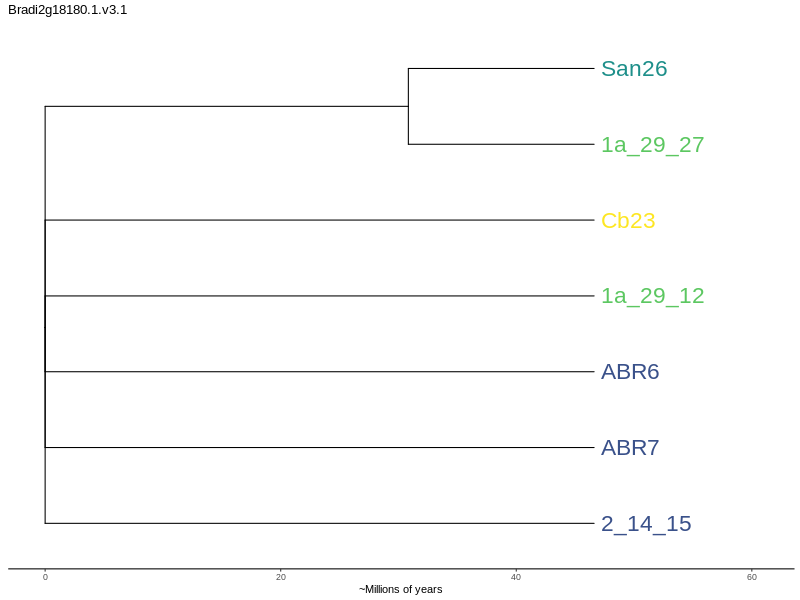 Bradi2g18180.1.v3.1
San26
1a_29_27
Cb23
1a_29_12
ABR6
ABR7
2_14_15
0 20 40 60
~Millions of years